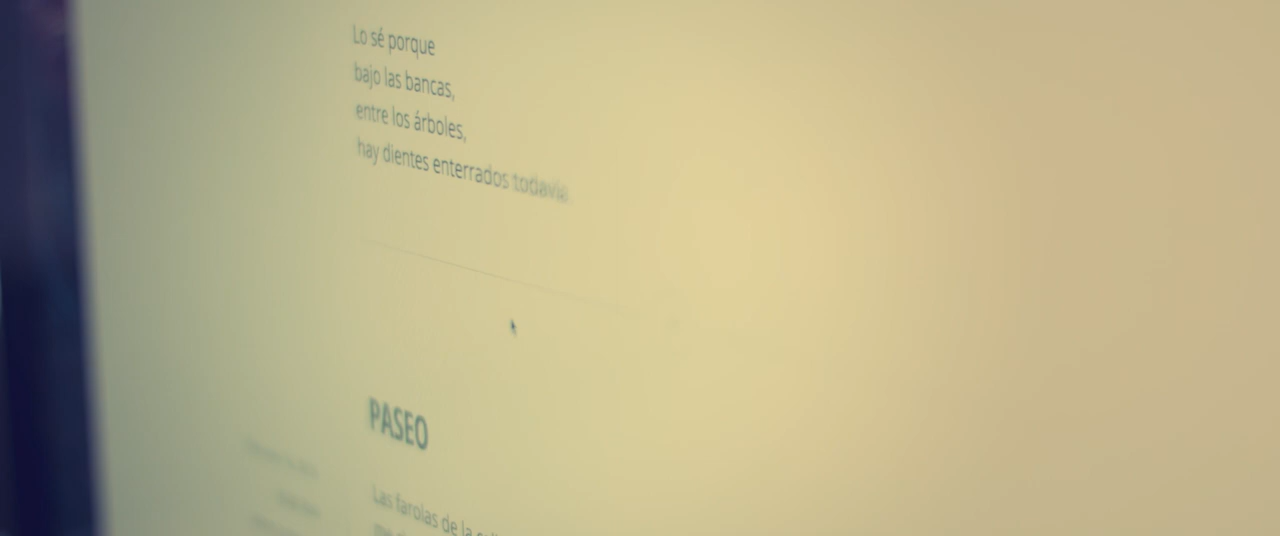 Lo sé porque
bajo las bancas,
entre los árboles,
hay dientes enterrados todavía
PASEO
Las farolas de la